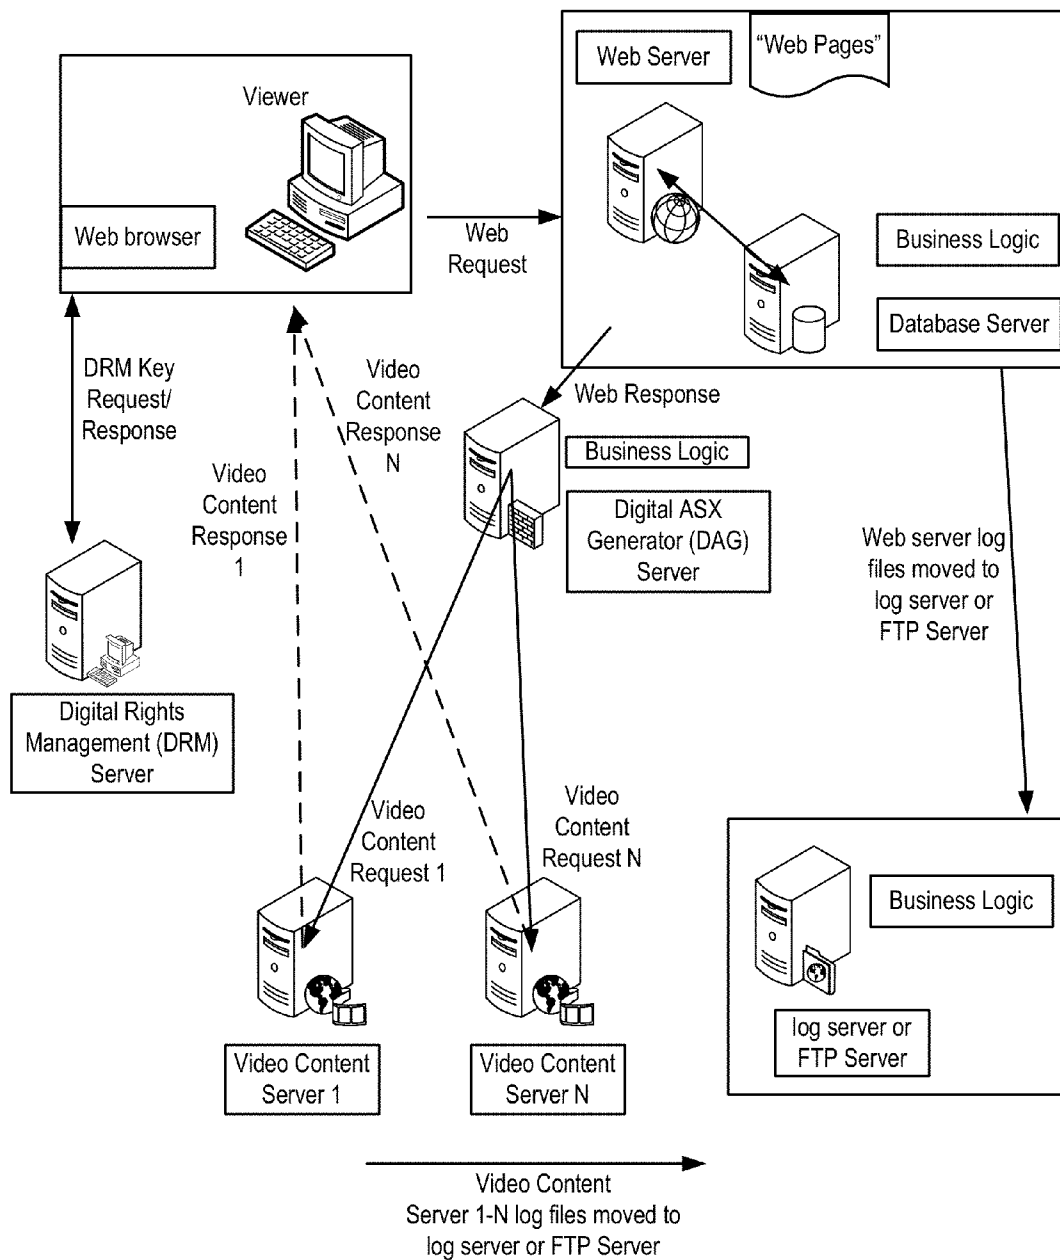 Web Server
“Web Pages”
Viewer
Web browser
Web
Request
Business Logic
Database Server
DRM Key
Request/
Response
Video
Content
Response
N
Web Response
Business Logic
Video
Content
Response
1
Digital ASX
Generator (DAG)
Server
Web server log
files moved to
log server or
FTP Server
Digital Rights
Management (DRM)
Server
Video
Content
Request 1
Video
Content
Request N
Business Logic
log server or
FTP Server
Video Content
Server 1
Video Content
Server N
Video Content
Server 1-N log files moved to
log server or FTP Server